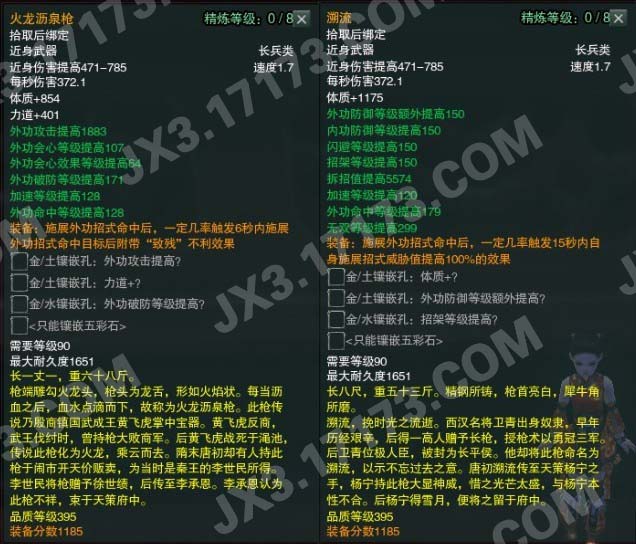 火龙沥泉枪 精炼等级：0/8
拾取后绑定
近身武器 长兵类
近身伤害提高471-785 速度1.7
每秒伤害372.1
体质+854
力道+401
外功攻击提高1883
外功会心等级提高107
外功会心效果等级提高64
外功破防等级提高171
加速等级提高128
外功命中等级提高128
装备：施展外功招式命中后，一定几率触发6秒内施展
外功招式命中目标后附带“致残”不利效果
金/土镶嵌孔：外功攻击提高?
金/土镶嵌孔：力道+?
金/水镶嵌孔：外功破防等级提高?
<只能镶嵌五彩石>
需要等级90
最大耐久度1651
长一丈一，重六十八斤。
枪端雕勾火龙头，枪头为龙舌，形如火焰状。每当沥
血之后，血水点滴而下，故称为火龙沥泉枪。此枪传
说乃殷商镇国武成王黄飞虎掌中宝器。黄飞虎反商，
武王伐纣时，曾持枪大败商军。后黄飞虎战死于渑池，
传说此枪化为火龙，乘云而去。隋末唐初却有人持此
枪于闹市开天价贩卖，为当时是秦王的李世民所得。
李世民将枪赠予徐世绩，后传至李承恩。李承恩认为
此枪不祥，束于天策府中。
品质等级395
装备分数1185
溯流 精炼等级：0/8
拾取后绑定
近身武器 长兵类
近身伤害提高471-785 速度1.7
每秒伤害372.1
体质+1175
外功防御等级额外提高150
内功防御等级提高150
闪避等级提高150
招架等级提高150
拆招值提高5574
加速等级提高120
外功命中等级提高179
无双等级提高299
装备：施展外功招式命中后，一定几率触发15秒内自
身施展招式威胁值提高100%的效果
金/土镶嵌孔：体质+?
金/土镶嵌孔：外功防御等级额外提高?
金/水镶嵌孔：招架等级提高?
<只能镶嵌五彩石>
需要等级90
最大耐久度1651
长八尺，重五十三斤。精钢所铸，枪首亮白，犀牛角
所磨。
溯流，挽时光之流逝。西汉名将卫青出身奴隶，早年
历经艰辛，后得一高人赠予长枪，授枪术以勇冠三军。
后卫青位极人臣，被封为长平侯。他却将此枪命名为
溯流，以示不忘过去之意。唐初溯流传至天策杨宁之
手，杨宁持此枪大显神威，惜之光芒太盛，与杨宁本
性不合。后杨宁得雪月，便将之留于府中。
品质等级395
装备分数1185
JX3.17173.COM